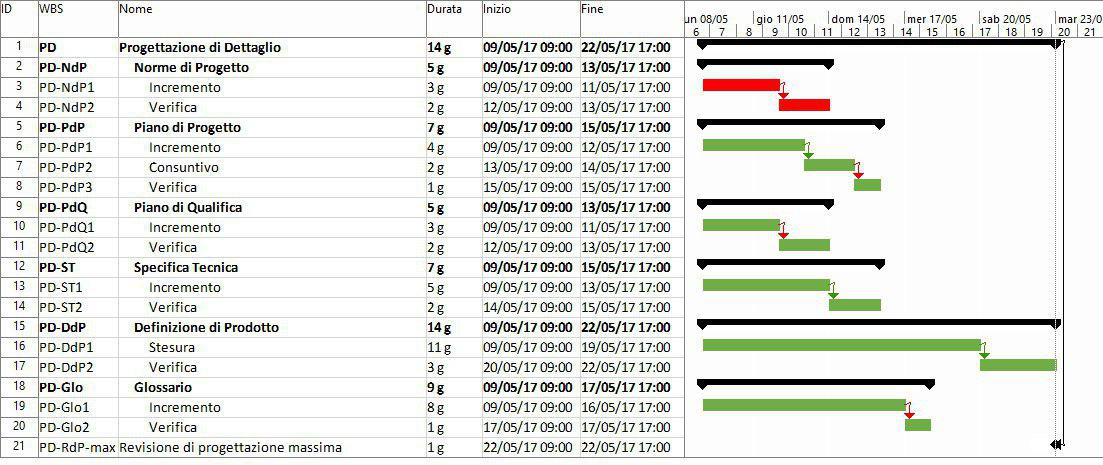 ID WBS Nome Durata Inizio Fine un 08/05 gio 11/05 dom 14/05 mer 17/05 sab 20/05 mar 23/0
6 7 8 9 10 11 12 13 14 15 16 17 18 19 20 21
1 PD Progettazione di Dettaglio 14 g 09/05/17 09:00 22/05/17 17:00
2 PD-NdP Norme di Progetto 5 g 09/05/17 09:00 13/05/17 17:00
3 PD-NdP1 Incremento 3 g 09/05/17 09:00 11/05/17 17:00
4 PD-NdP2 Verifica 2 g 12/05/17 09:00 13/05/17 17:00
5 PD-PdP Piano di Progetto 7 g 09/05/17 09:00 15/05/17 17:00
6 PD-PdP1 Incremento 4 g 09/05/17 09:00 12/05/17 17:00
7 PD-PdP2 Consuntivo 2 g 13/05/17 09:00 14/05/17 17:00
8 PD-PdP3 Verifica 1 g 15/05/17 09:00 15/05/17 17:00
9 PD-PdQ Piano di Qualifica 5 g 09/05/17 09:00 13/05/17 17:00
10 PD-PdQ1 Incremento 3 g 09/05/17 09:00 11/05/17 17:00
11 PD-PdQ2 Verifica 2 g 12/05/17 09:00 13/05/17 17:00
12 PD-ST Specifica Tecnica 7 g 09/05/17 09:00 15/05/17 17:00
13 PD-ST1 Incremento 5 g 09/05/17 09:00 13/05/17 17:00
14 PD-ST2 Verifica 2 g 14/05/17 09:00 15/05/17 17:00
15 PD-DdP Definizione di Prodotto 14 g 09/05/17 09:00 22/05/17 17:00
16 PD-DdP1 Stesura 11 g 09/05/17 09:00 19/05/17 17:00
17 PD-DdP2 Verifica 3 g 20/05/17 09:00 22/05/17 17:00
18 PD-Glo Glossario 9 g 09/05/17 09:00 17/05/17 17:00
19 PD-Glo1 Incremento 8 g 09/05/17 09:00 16/05/17 17:00
20 PD-Glo2 Verifica 1 g 17/05/17 09:00 17/05/17 17:00
21 PD-RdP-max Revisione di progettazione massima 1 g 22/05/17 09:00 22/05/17 17:00